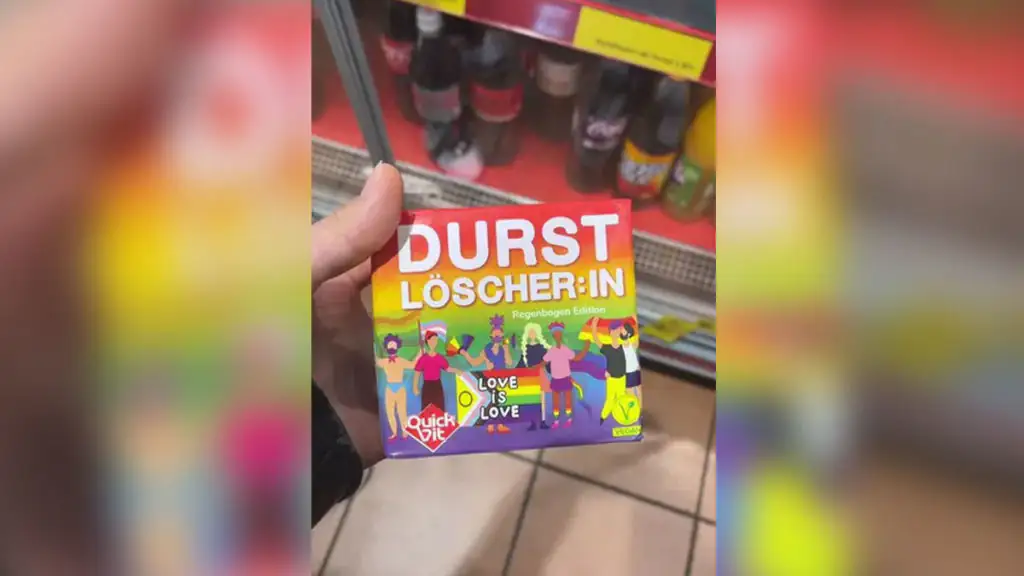 DURST
LÖSCHER:IN
Regenbogen Edition
LOVE
iS
LOVE
Quick
Vit
VEGAN